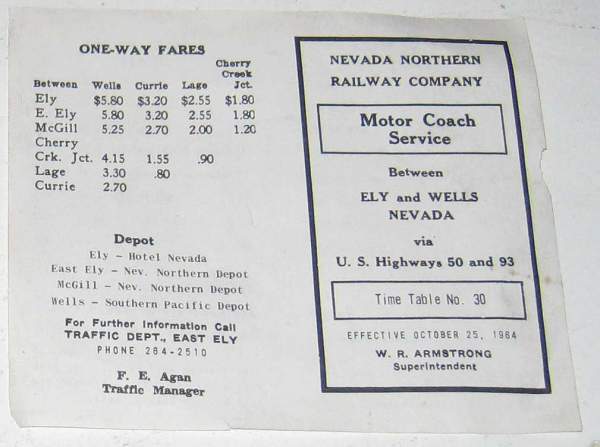 ONE-WAY FARES
Between Wells Currie Lage Cherry Creek Jct.
Ely $5.80 $3.20 $2.55 $1.80
E. Ely 5.80 3.20 2.55 1.80
McGill 5.25 2.70 2.00 1.20
Cherry
Crk. Jct. 4.15 1.55 .90
Lage 3.30 .80
Currie 2.70
Depot
Ely - Hotel Nevada
East Ely - Nev. Northern Depot
McGill - Nev. Northern Depot
Wells - Southern Pacific Depot
For Further Information Call
TRAFFIC DEPT., EAST ELY
PHONE 284-2510
F. E. Agan
Traffic Manager
NEVADA NORTHERN
RAILWAY COMPANY
Motor Coach
Service
Between
ELY and WELLS
NEVADA
via
U. S. Highways 50 and 93
Time Table No. 30
EFFECTIVE OCTOBER 25, 1964
W. R. ARMSTRONG
Superintendent